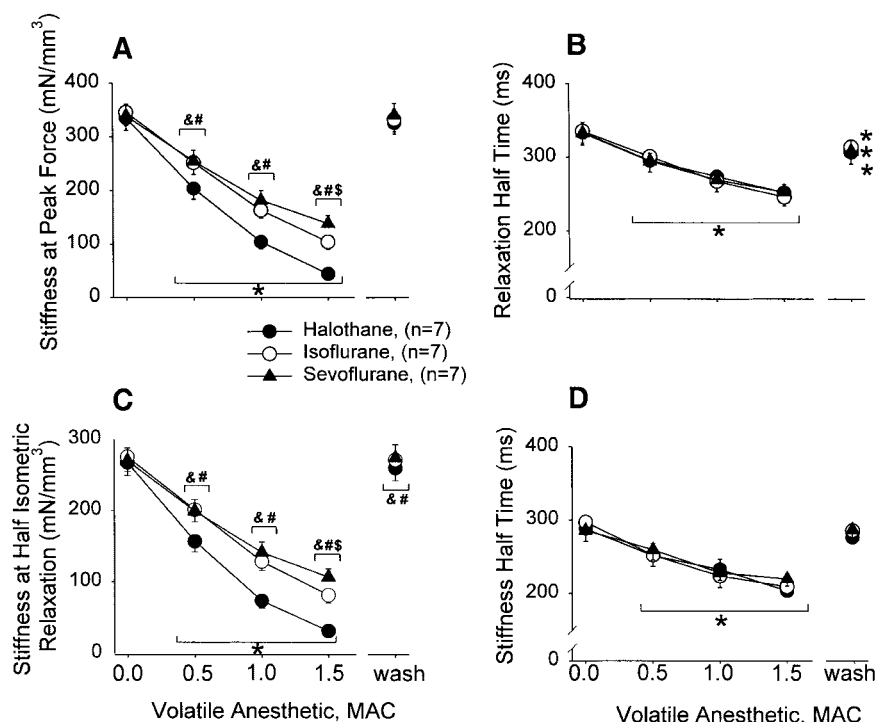 A
Stiffness at Peak Force (mN/mm³)
400
300
200
100
0
&#
&#
&#$
*
B
Relaxation Half Time (ms)
400
300
200
0
*
*
*
*
Halothane, (n=7)
Isoflurane, (n=7)
Sevoflurane, (n=7)
C
Stiffness at Half Isometric
Relaxation (mN/mm³)
300
200
100
0
&#
&#
&#$
&#
*
0.0 0.5 1.0 1.5 wash
Volatile Anesthetic, MAC
D
Stiffness Half Time (ms)
400
300
200
0
*
0.0 0.5 1.0 1.5 wash
Volatile Anesthetic, MAC